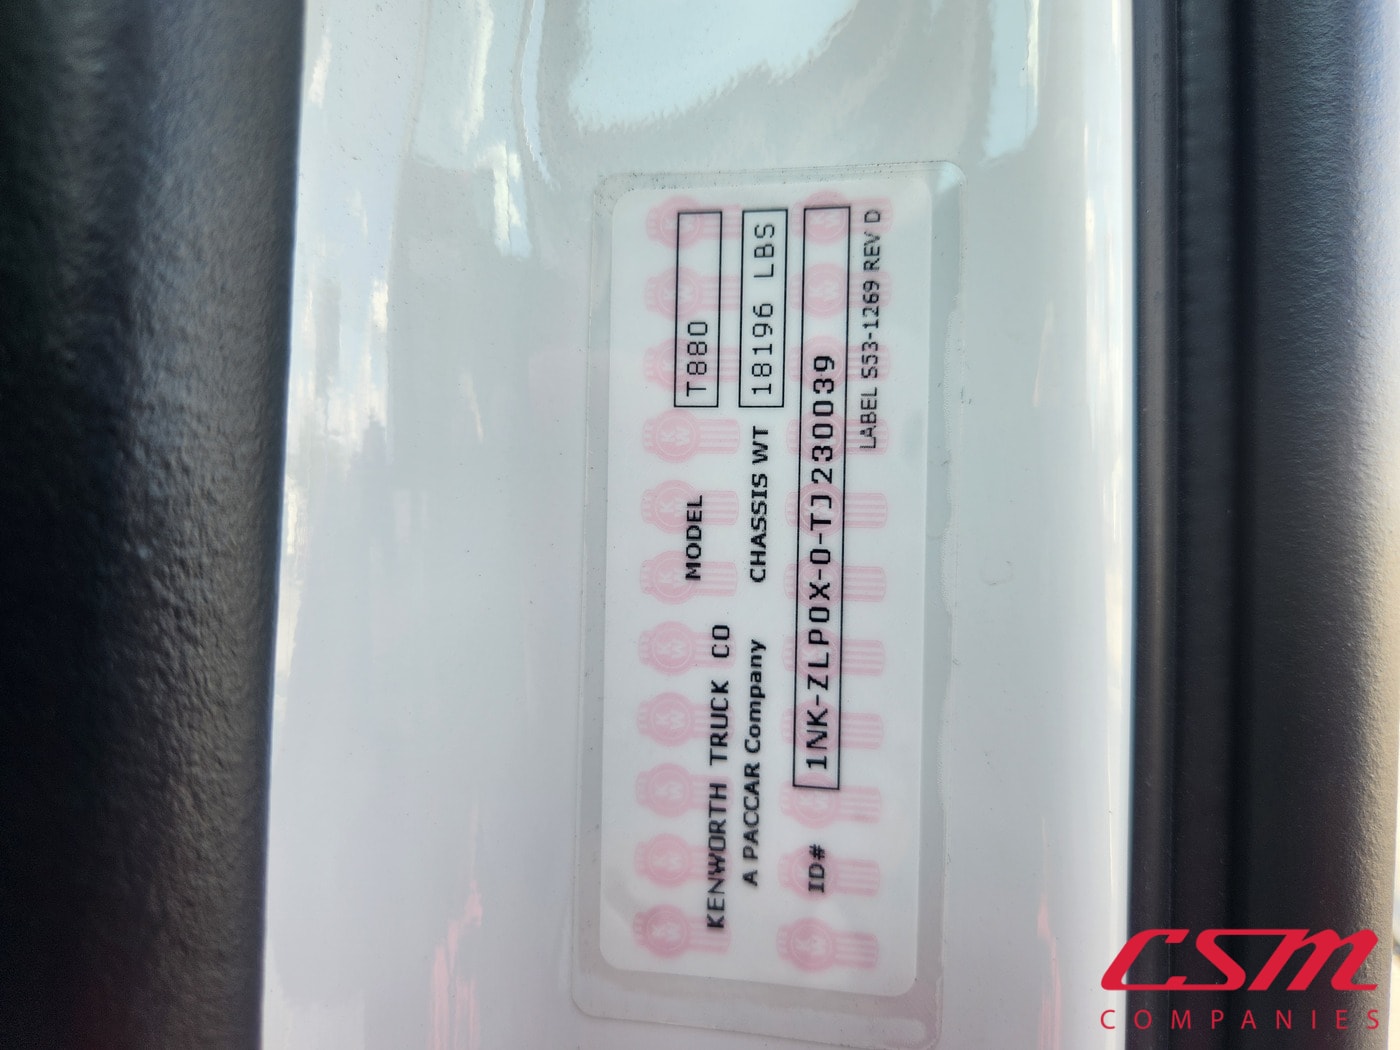 KENWORTH TRUCK CO
MODEL
T880
A PACCAR Company
CHASSIS WT
18196 LBS
ID#
1NK-ZLP0X-0-TJ230039
LABEL S53-1269 REV D
CSM
COMPANIES